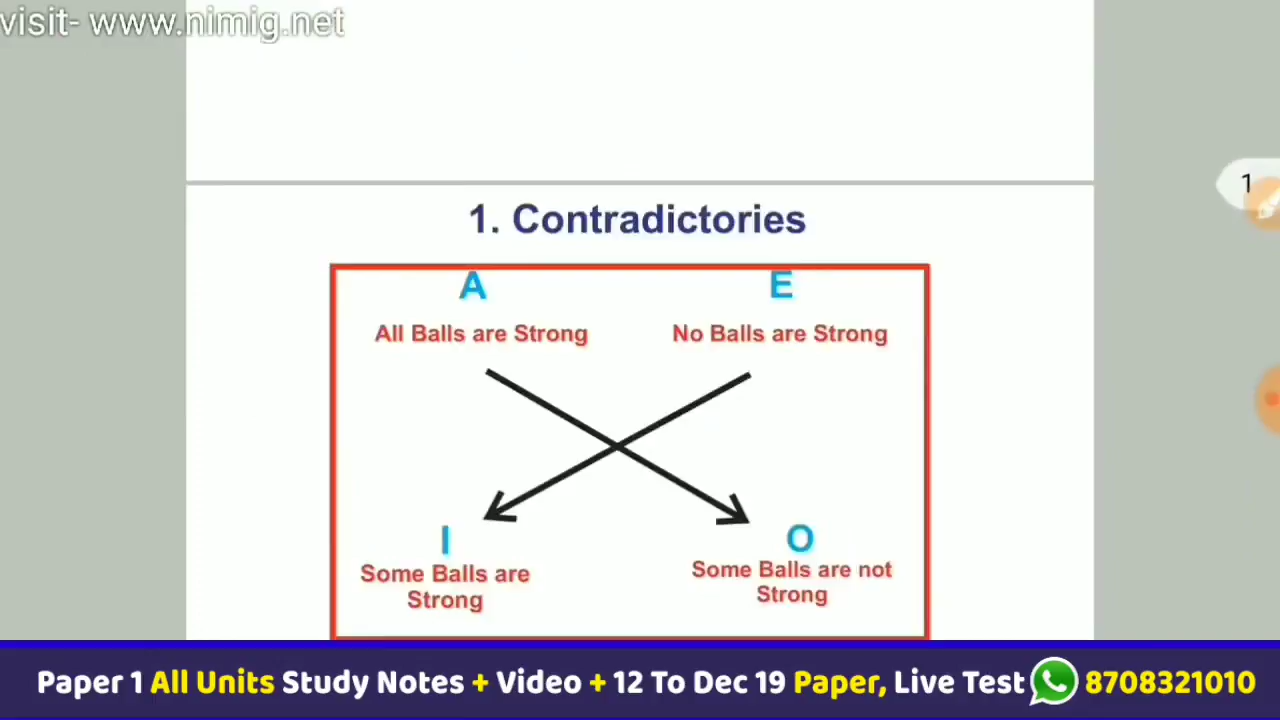 visit- www.nimig.net
1
1. Contradictories
A E
All Balls are Strong No Balls are Strong
I O
Some Balls are
Strong
Some Balls are not
Strong
Paper 1 All Units Study Notes + Video + 12 To Dec 19 Paper, Live Test 8708321010